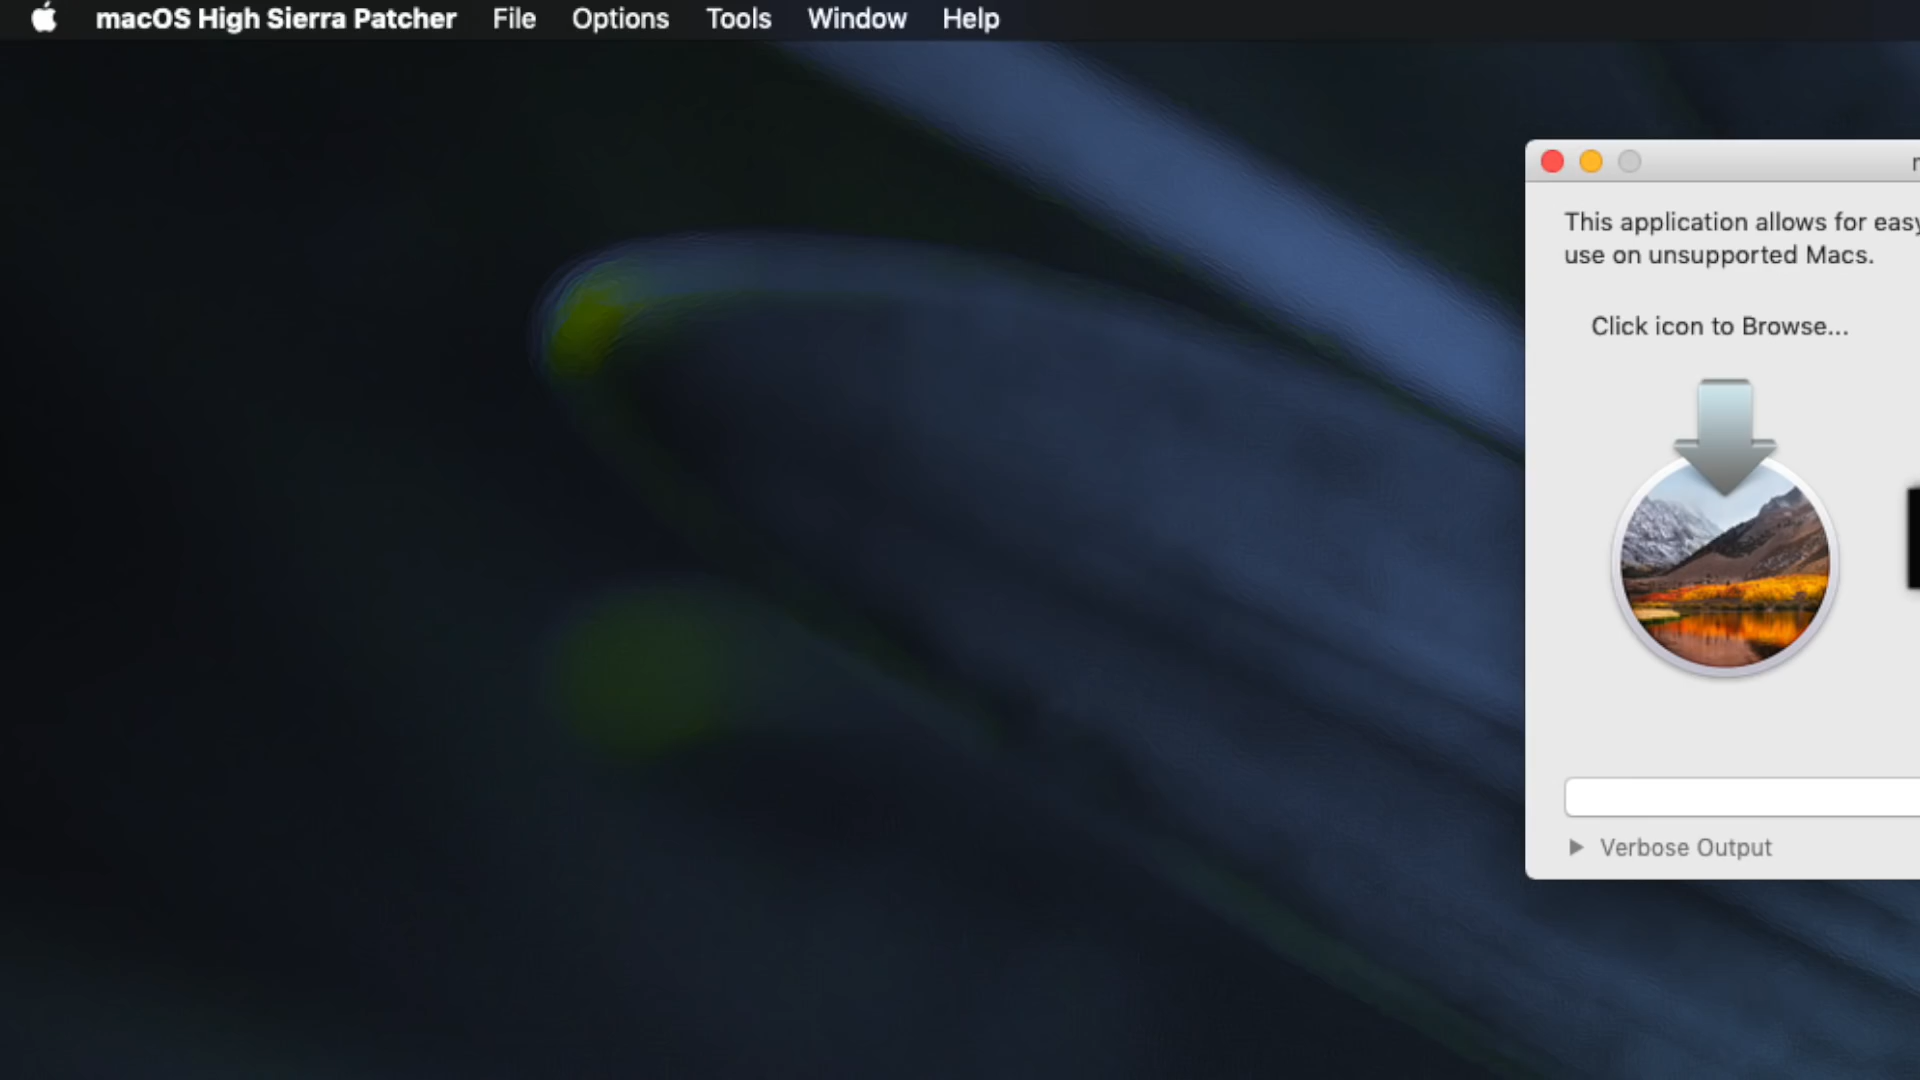 macOS High Sierra Patcher File Options Tools Window Help
This application allows for easy
use on unsupported Macs.
Click icon to Browse...
Verbose Output